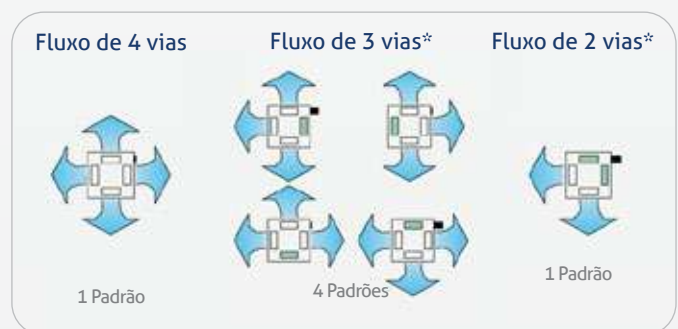 Fluxo de 4 vias
Fluxo de 3 vias*
Fluxo de 2 vias*
1 Padrão
4 Padrões
1 Padrão